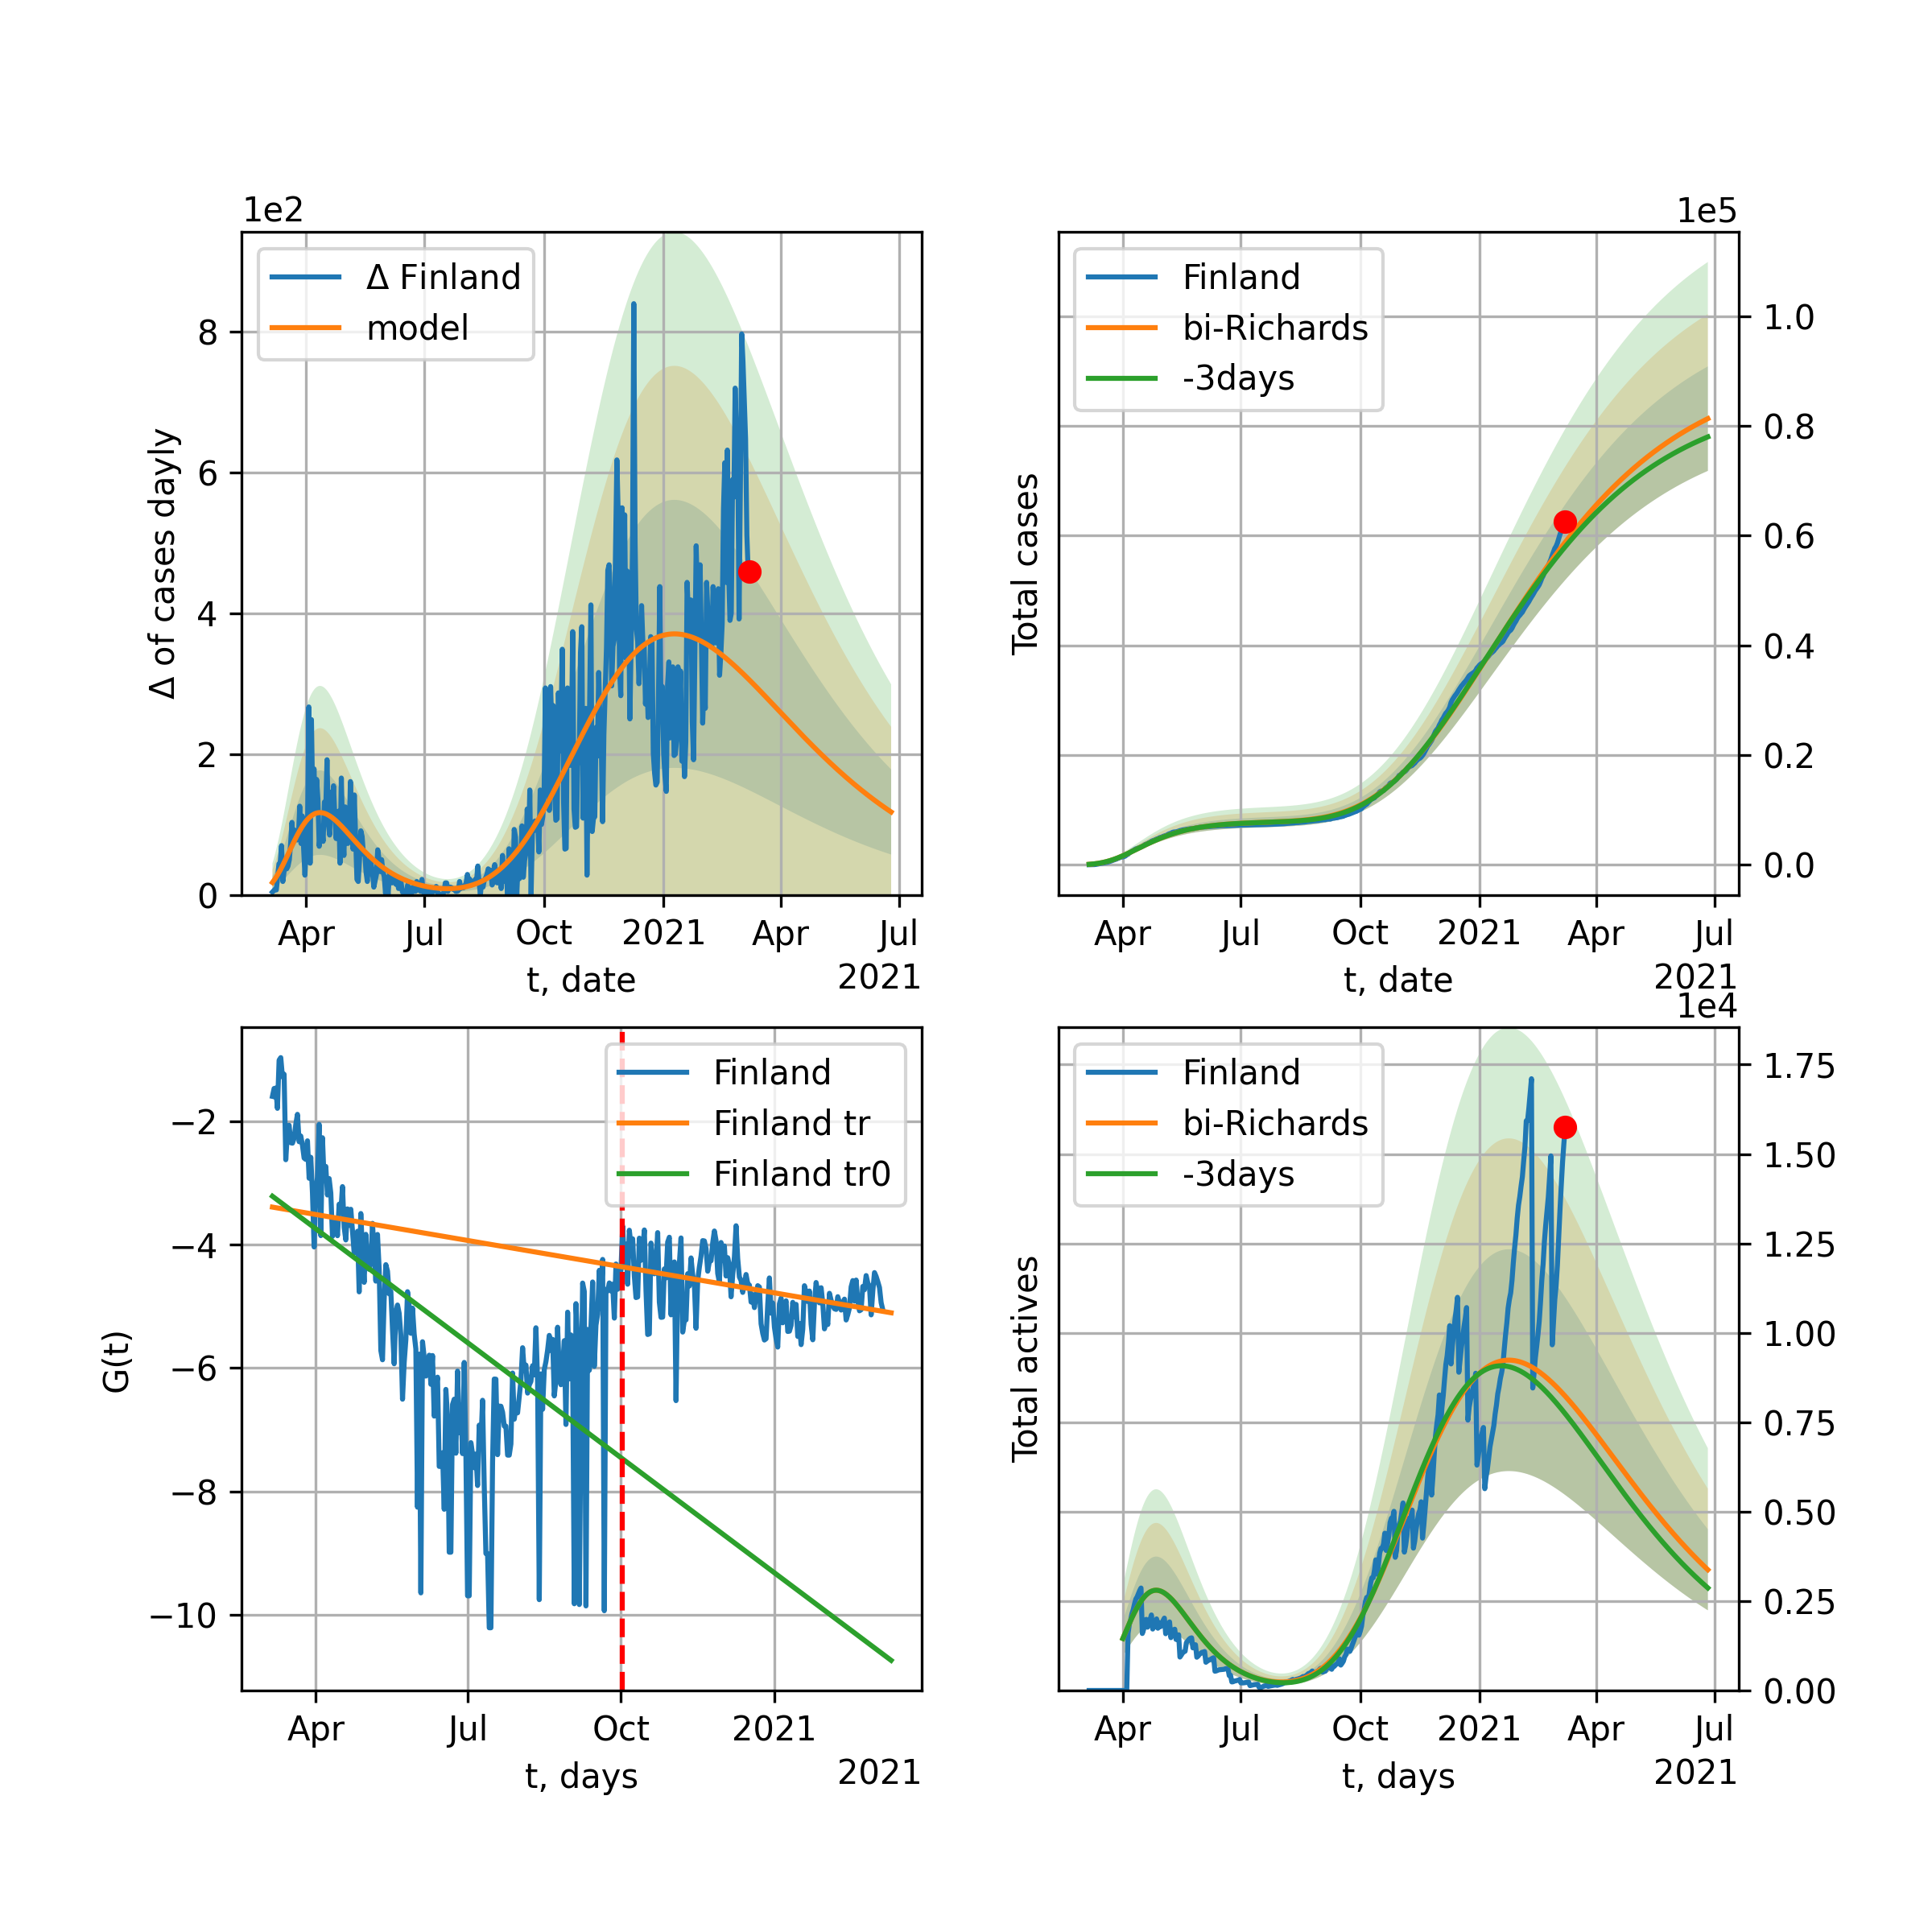 1e2
Δ Finland
model
8
6
4
2
0
Δ of cases dayly
Apr
Jul
Oct
2021
Apr
Jul
t, date
2021
1e5
Finland
bi-Richards
-3days
1.0
0.8
0.6
0.4
0.2
0.0
Total cases
Apr
Jul
Oct
2021
Apr
Jul
t, date
2021
Finland
Finland tr
Finland tr0
−2
−4
−6
−8
−10
G(t)
Apr
Jul
Oct
2021
t, days
2021
1e4
Finland
bi-Richards
-3days
1.75
1.50
1.25
1.00
0.75
0.50
0.25
0.00
Total actives
Apr
Jul
Oct
2021
Apr
Jul
t, days
2021